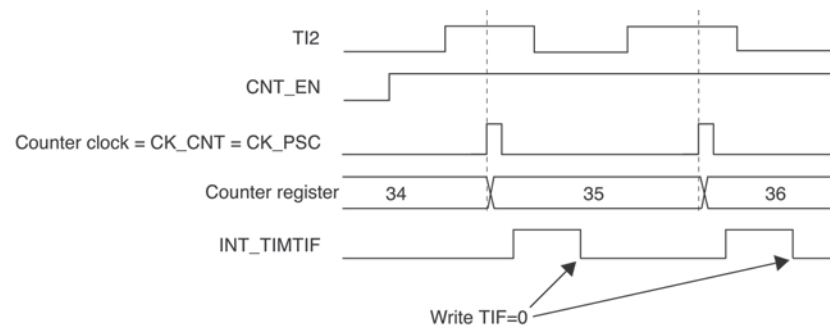 TI2
CNT_EN
Counter clock = CK_CNT = CK_PSC
Counter register 34 35 36
INT_TIMTIF
Write TIF=0